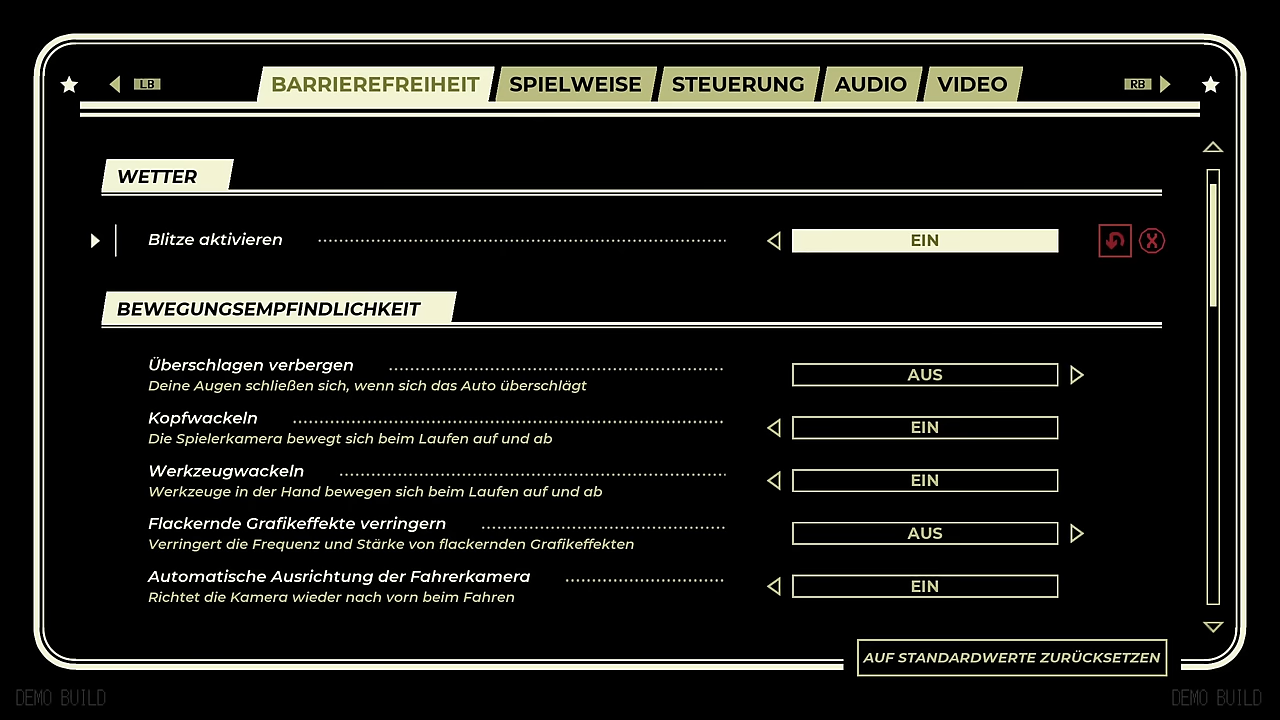 LB
BARRIEREFREIHEIT
SPIELWEISE
STEUERUNG
AUDIO
VIDEO
RB
WETTER
Blitze aktivieren
EIN
X
BEWEGUNGSEMPFINDLICHKEIT
Überschlagen verbergen
Deine Augen schließen sich, wenn sich das Auto überschlägt
AUS
Kopfwackeln
Die Spielerkamera bewegt sich beim Laufen auf und ab
EIN
Werkzeugwackeln
Werkzeuge in der Hand bewegen sich beim Laufen auf und ab
EIN
Flackernde Grafikeffekte verringern
Verringert die Frequenz und Stärke von flackernden Grafikeffekten
AUS
Automatische Ausrichtung der Fahrerkamera
Richtet die Kamera wieder nach vorn beim Fahren
EIN
AUF STANDARDWERTE ZURÜCKSETZEN
DEMO BUILD
DEMO BUILD